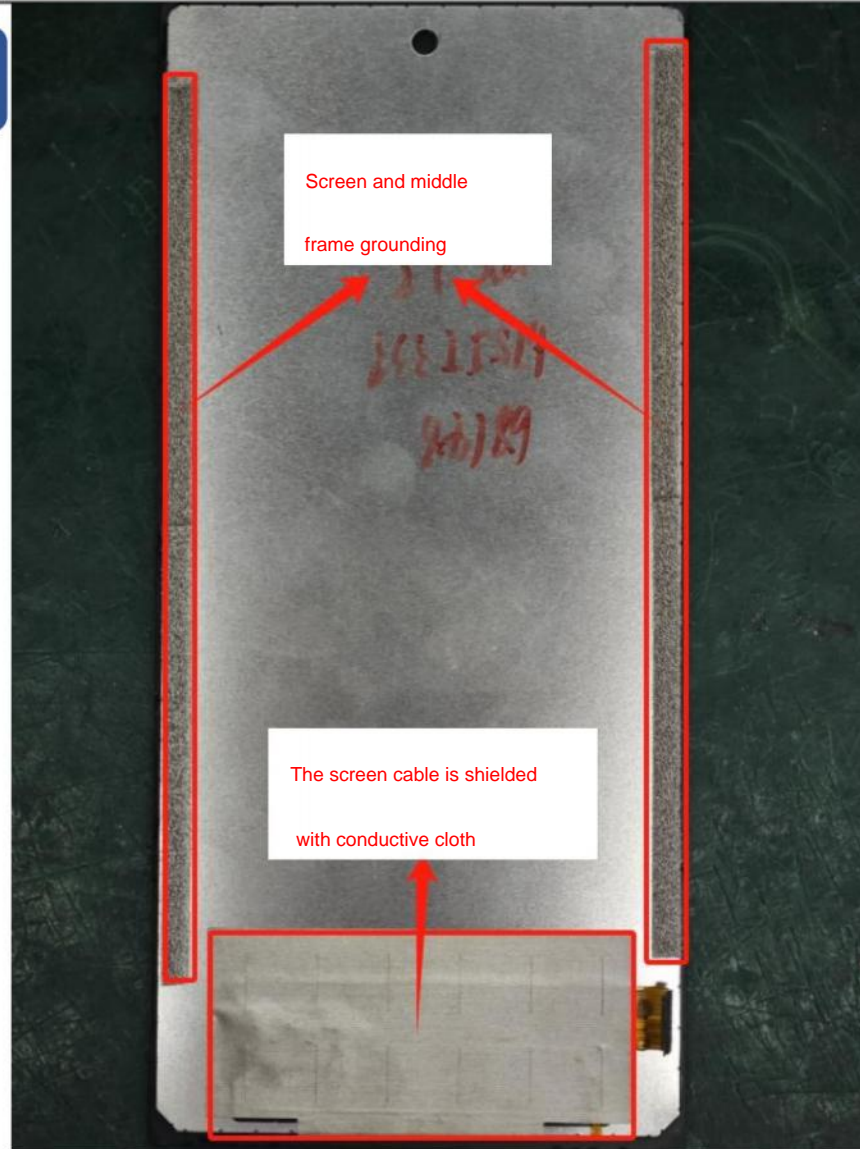 Screen and middle
frame grounding
The screen cable is shielded
with conductive cloth